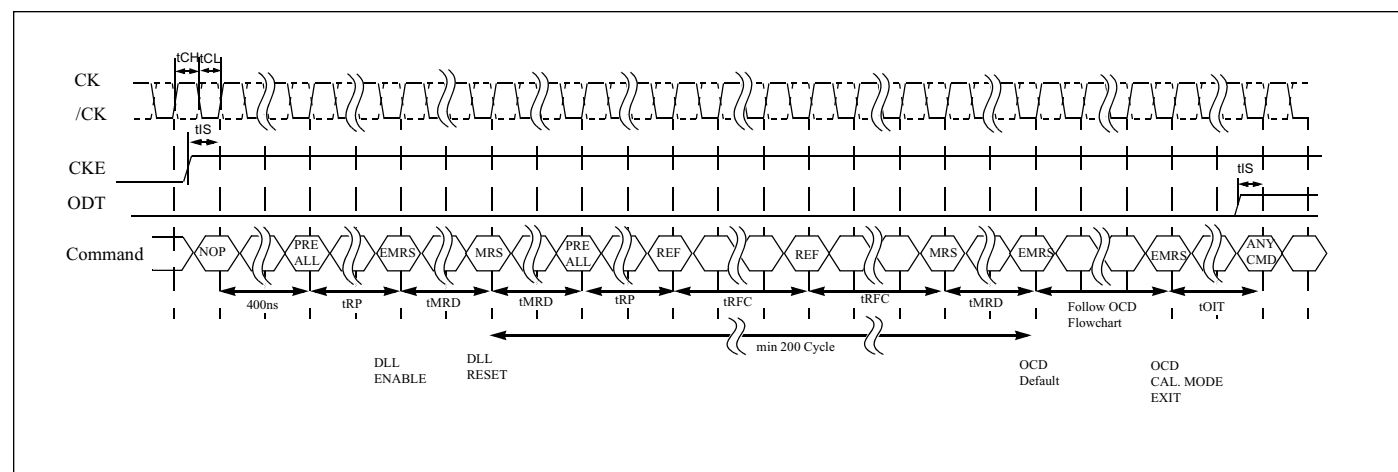 tCH tCL
CK
/CK
tIS
CKE
tIS
ODT
Command NOP PRE ALL EMRS MRS PRE ALL REF REF MRS EMRS EMRS ANY CMD
400ns tRP tMRD tMRD tRP tRFC tRFC tMRD Follow OCD Flowchart tOIT
min 200 Cycle
DLL ENABLE
DLL RESET
OCD Default
OCD CAL. MODE EXIT